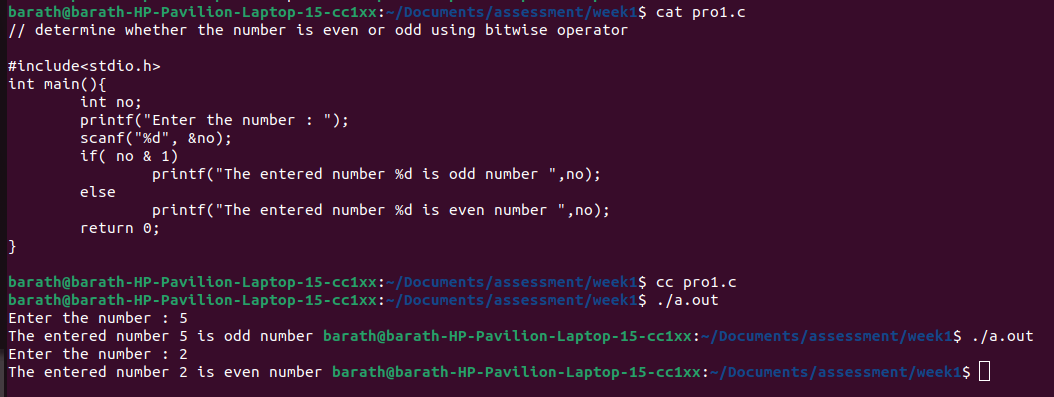 barath@barath-HP-Pavilion-Laptop-15-cc1xx:~/Documents/assessment/week1$ cat pro1.c
// determine whether the number is even or odd using bitwise operator

#include<stdio.h>
int main(){
        int no;
        printf("Enter the number : ");
        scanf("%d", &no);
        if( no & 1)
                printf("The entered number %d is odd number ",no);
        else
                printf("The entered number %d is even number ",no);
        return 0;
}

barath@barath-HP-Pavilion-Laptop-15-cc1xx:~/Documents/assessment/week1$ cc pro1.c
barath@barath-HP-Pavilion-Laptop-15-cc1xx:~/Documents/assessment/week1$ ./a.out
Enter the number : 5
The entered number 5 is odd number barath@barath-HP-Pavilion-Laptop-15-cc1xx:~/Documents/assessment/week1$ ./a.out
Enter the number : 2
The entered number 2 is even number barath@barath-HP-Pavilion-Laptop-15-cc1xx:~/Documents/assessment/week1$